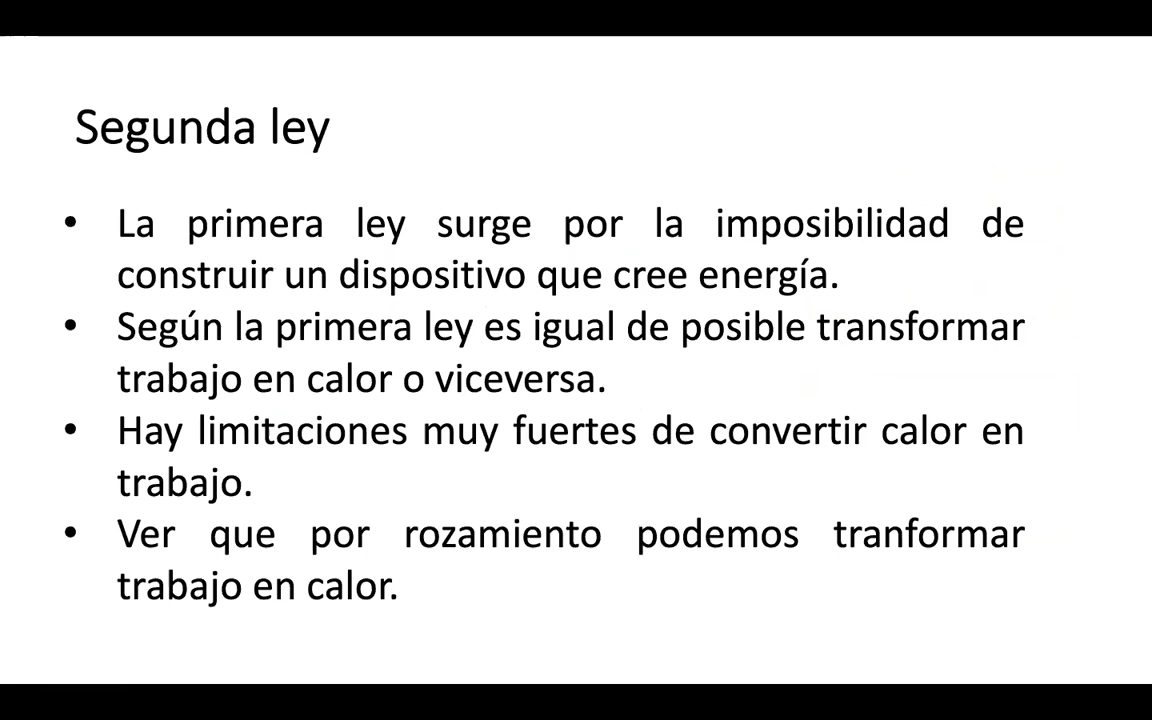 Segunda ley
• La primera ley surge por la imposibilidad de
construir un dispositivo que cree energía.
• Según la primera ley es igual de posible transformar
trabajo en calor o viceversa.
• Hay limitaciones muy fuertes de convertir calor en
trabajo.
• Ver que por rozamiento podemos tranformar
trabajo en calor.